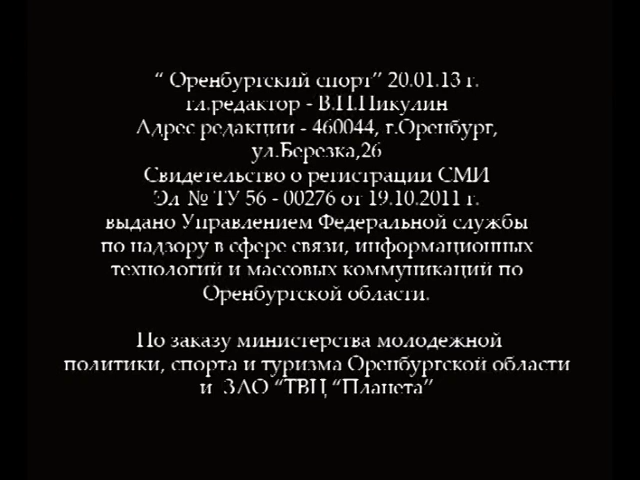 “ Оренбургский спорт” 20.01.13 г.
гл.редактор - В.П.Пикулин
Адрес редакции - 460044, г.Оренбург,
ул.Березка,26
Свидетельство о регистрации СМИ
Эл № ТУ 56 - 00276 от 19.10.2011 г.
выдано Управлением Федеральной службы
по надзору в сфере связи, информационных
технологий и массовых коммуникаций по
Оренбургской области.
По заказу министерства молодежной
политики, спорта и туризма Оренбургской области
и ЗАО “ТВЦ “Планета”